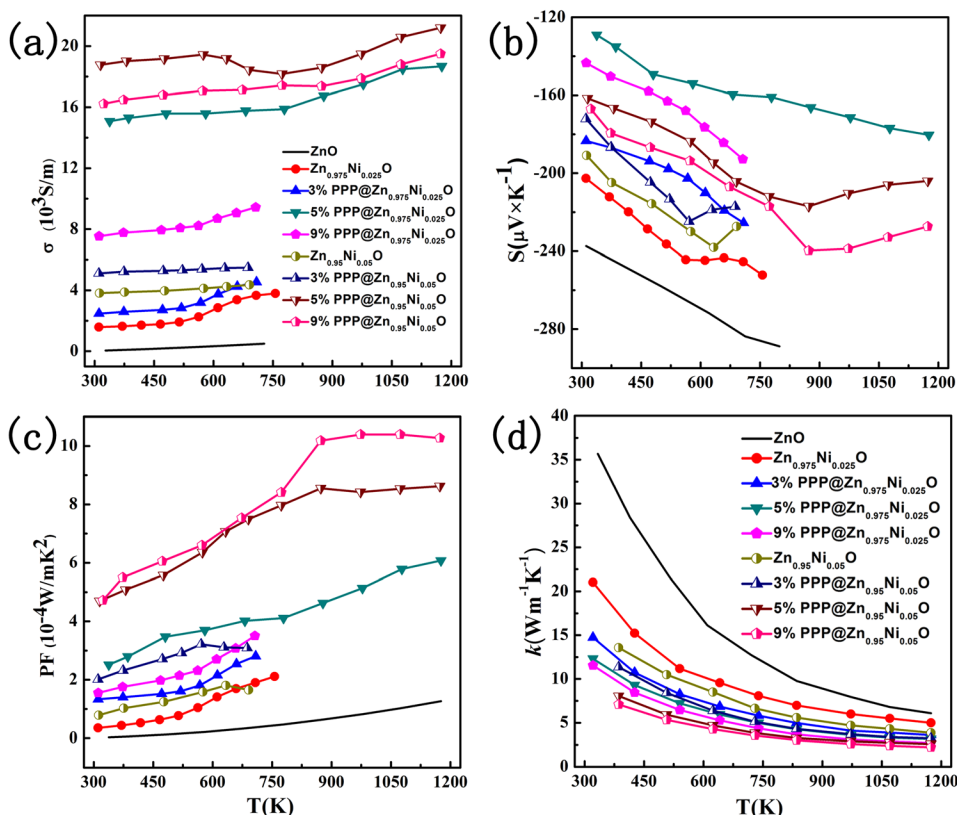 (a)
σ (10³S/m)
20
16
12
8
4
0
ZnO
Zn₀.₉₇₅Ni₀.₀₂₅O
3% PPP@Zn₀.₉₇₅Ni₀.₀₂₅O
5% PPP@Zn₀.₉₇₅Ni₀.₀₂₅O
9% PPP@Zn₀.₉₇₅Ni₀.₀₂₅O
Zn₀.₉₅Ni₀.₀₅O
3% PPP@Zn₀.₉₅Ni₀.₀₅O
5% PPP@Zn₀.₉₅Ni₀.₀₅O
9% PPP@Zn₀.₉₅Ni₀.₀₅O
300 450 600 750 900 1050 1200
(b)
S(μV×K⁻¹)
-120
-160
-200
-240
-280
300 450 600 750 900 1050 1200
(c)
PF (10⁻⁴W/mK²)
10
8
6
4
2
0
300 450 600 750 900 1050 1200
T(K)
(d)
k(Wm⁻¹K⁻¹)
40
35
30
25
20
15
10
5
0
ZnO
Zn₀.₉₇₅Ni₀.₀₂₅O
3% PPP@Zn₀.₉₇₅Ni₀.₀₂₅O
5% PPP@Zn₀.₉₇₅Ni₀.₀₂₅O
9% PPP@Zn₀.₉₇₅Ni₀.₀₂₅O
Zn₀.₉₅Ni₀.₀₅O
3% PPP@Zn₀.₉₅Ni₀.₀₅O
5% PPP@Zn₀.₉₅Ni₀.₀₅O
9% PPP@Zn₀.₉₅Ni₀.₀₅O
300 450 600 750 900 1050 1200
T(K)